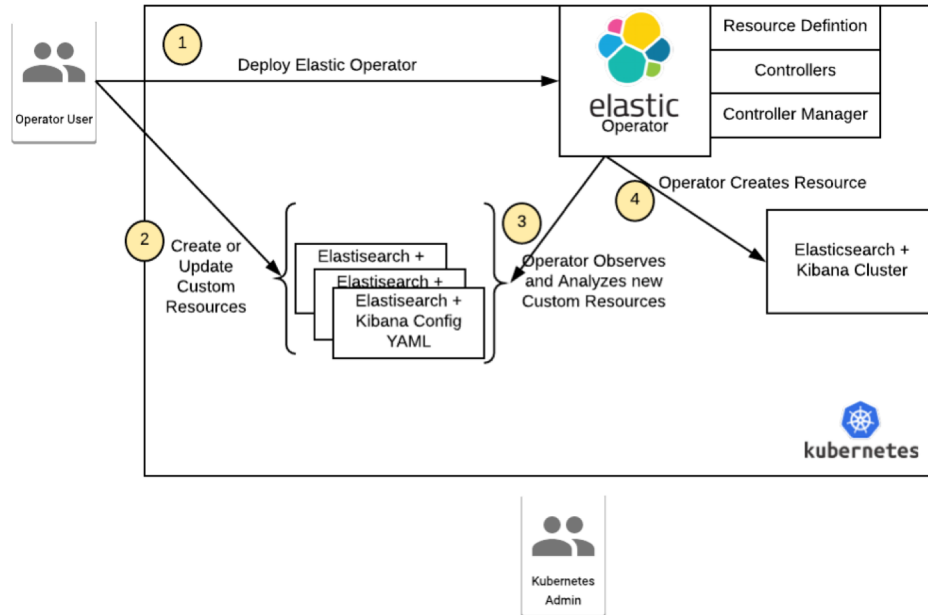 1
Deploy Elastic Operator
Operator User
elastic
Operator
Resource Defintion
Controllers
Controller Manager
4
Operator Creates Resource
2
Create or
Update
Custom
Resources
3
Operator Observes
and Analyzes new
Custom Resources
Elastisearch +
Elastisearch +
Elastisearch +
Kibana Config
YAML
Elasticsearch +
Kibana Cluster
kubernetes
Kubernetes
Admin